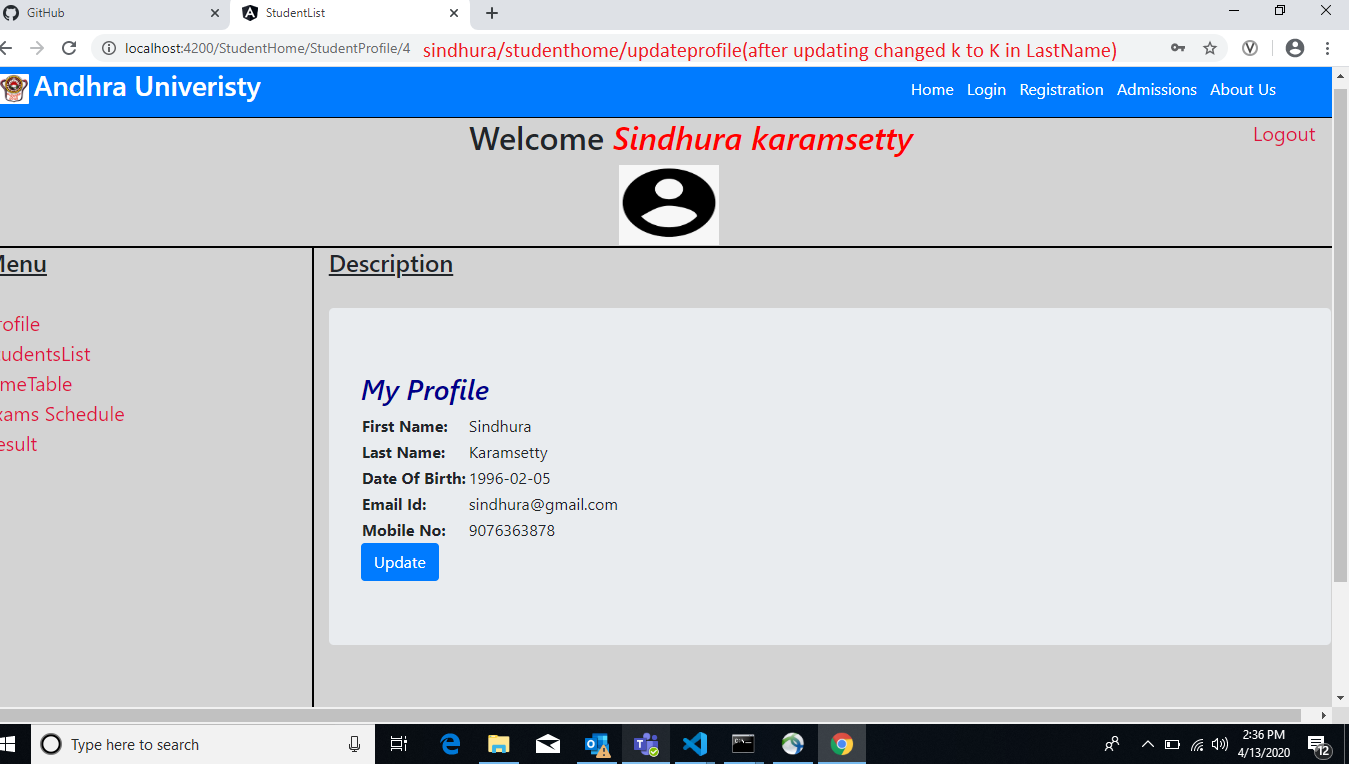 GitHub
StudentList
localhost:4200/StudentHome/StudentProfile/4
sindhura/studenthome/updateprofile(after updating changed k to K in LastName)
Andhra Univeristy
Home Login Registration Admissions About Us
Welcome Sindhura karamsetty
Logout
Menu
rofile
tudentsList
meTable
xams Schedule
esult
Description
My Profile
First Name: Sindhura
Last Name: Karamsetty
Date Of Birth: 1996-02-05
Email Id: sindhura@gmail.com
Mobile No: 9076363878
Update
Type here to search
2:36 PM
4/13/2020
12